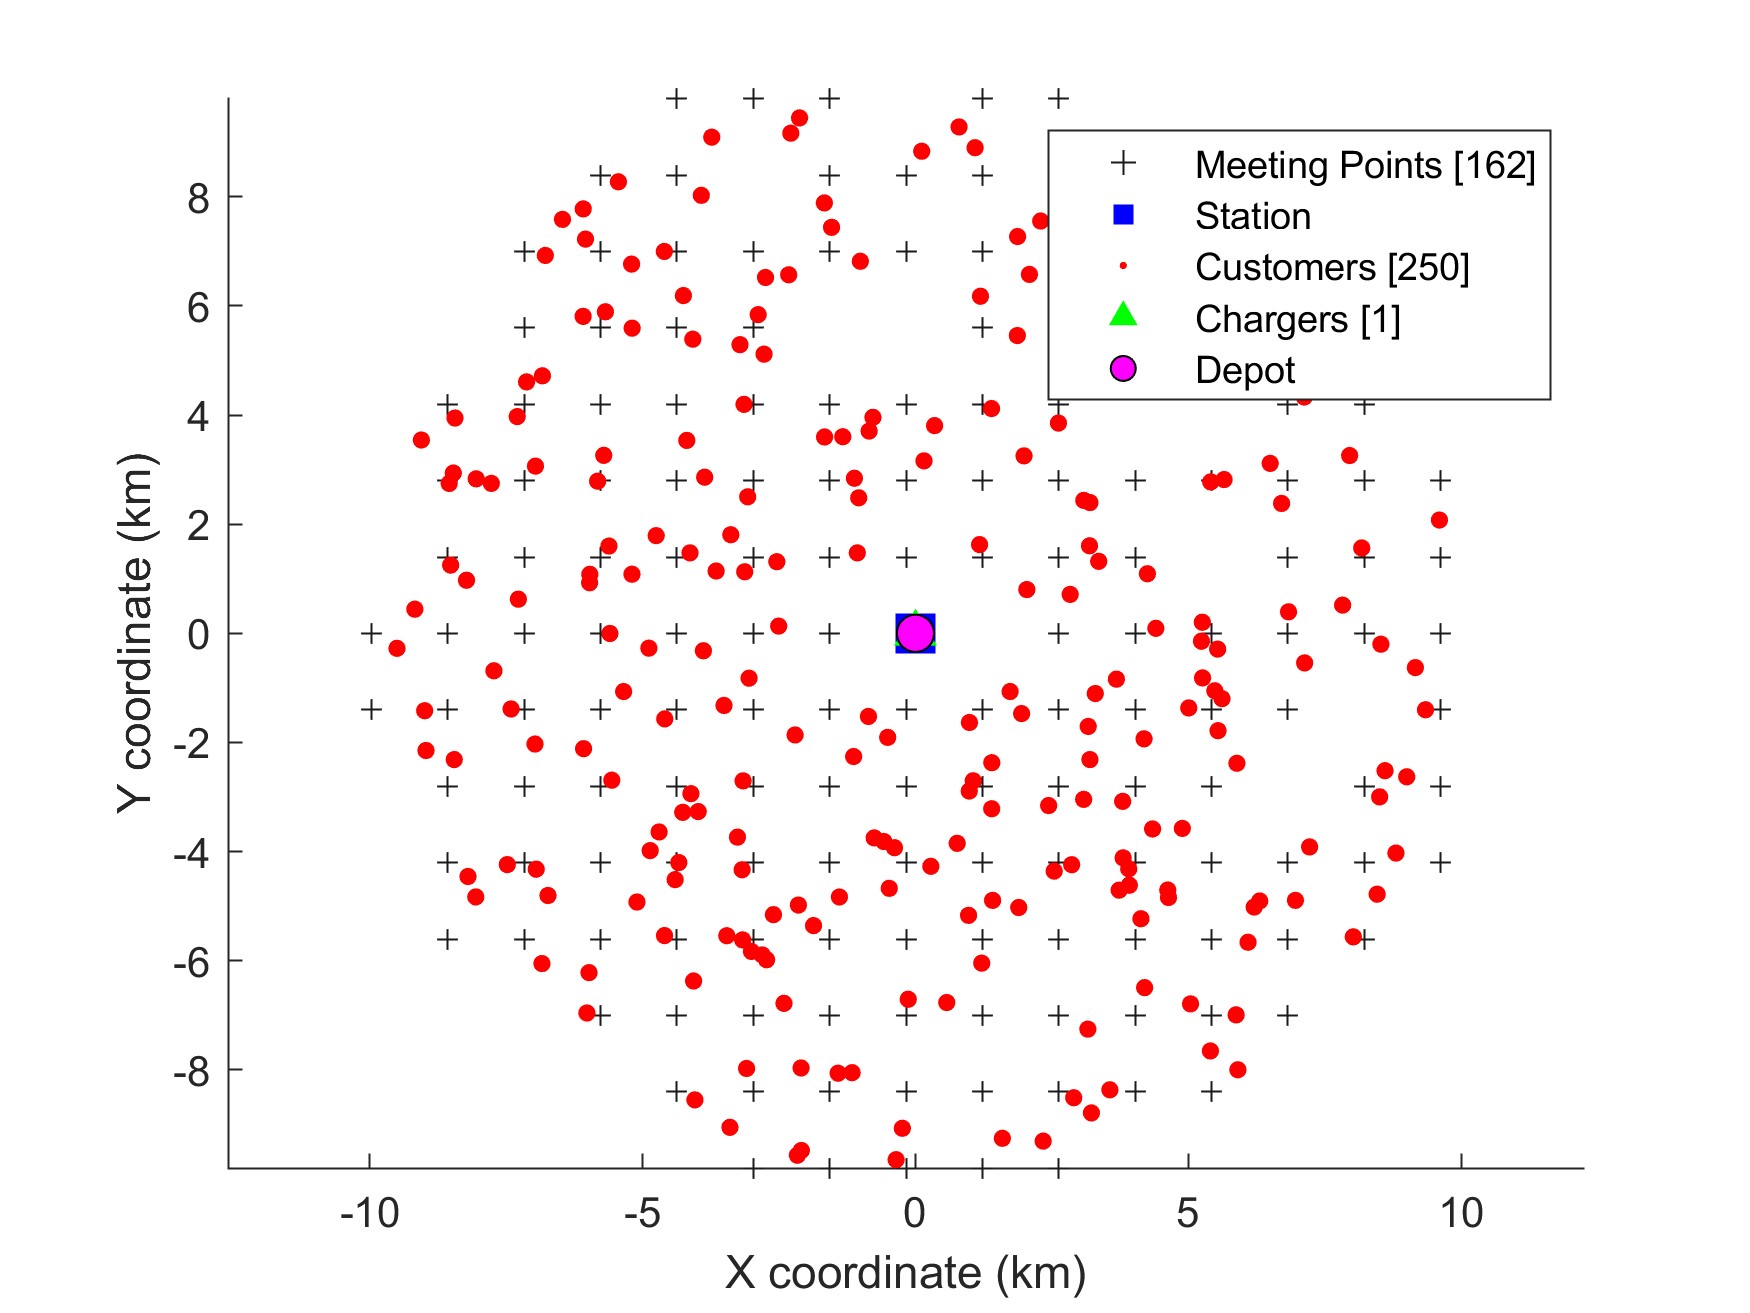 Meeting Points [162]
Station
Customers [250]
Chargers [1]
Depot
8
6
4
2
0
-2
-4
-6
-8
Y coordinate (km)
-10 -5 0 5 10
X coordinate (km)